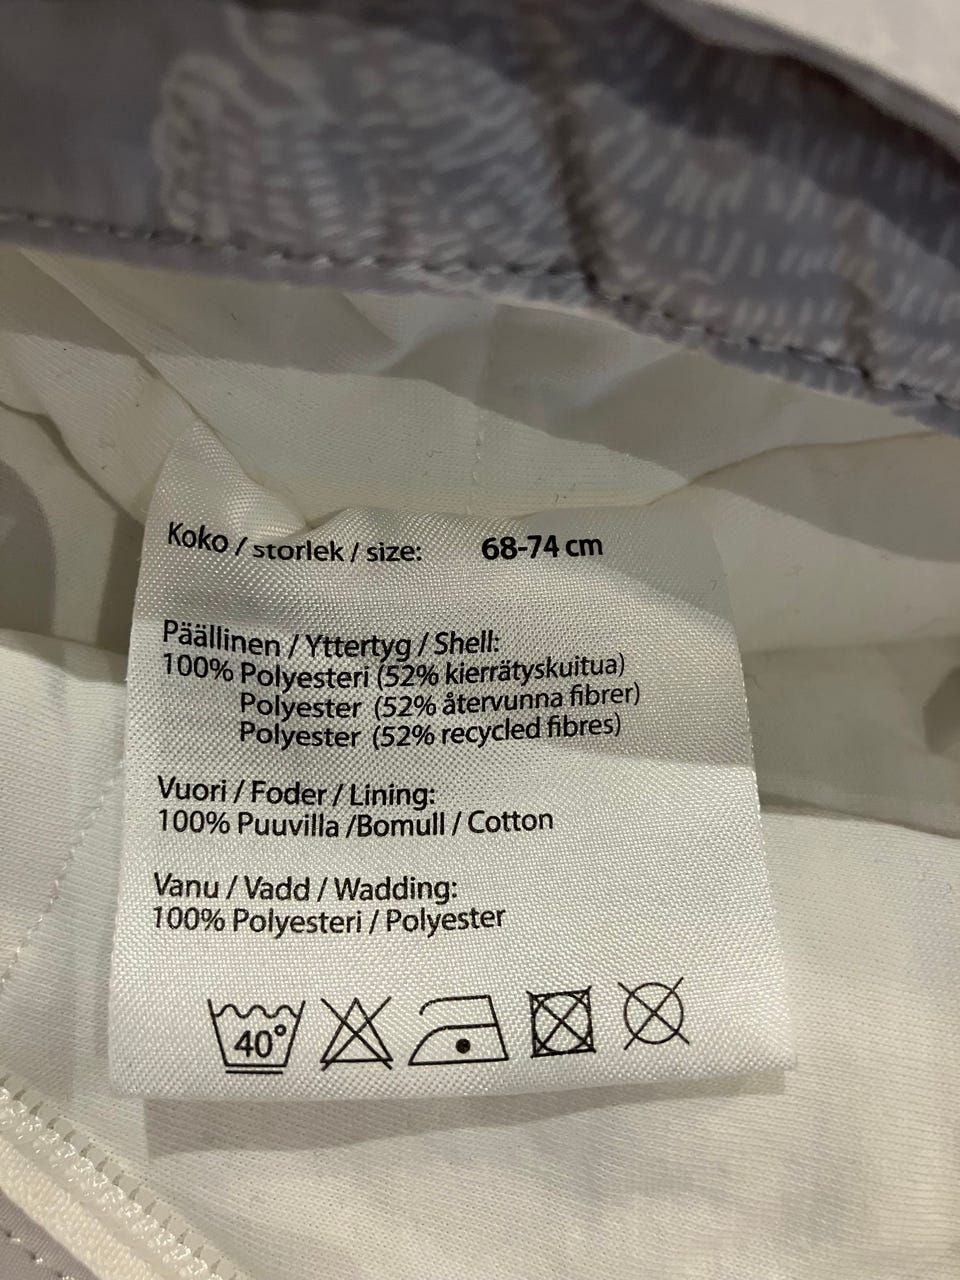 Koko / storlek / size: 68-74 cm
Päällinen / Yttertyg / Shell:
100% Polyesteri (52% kierrätyskuitua)
Polyester (52% återvunna fibrer)
Polyester (52% recycled fibres)
Vuori / Foder / Lining:
100% Puuvilla /Bomull / Cotton
Vanu / Vadd / Wadding:
100% Polyesteri / Polyester
40°